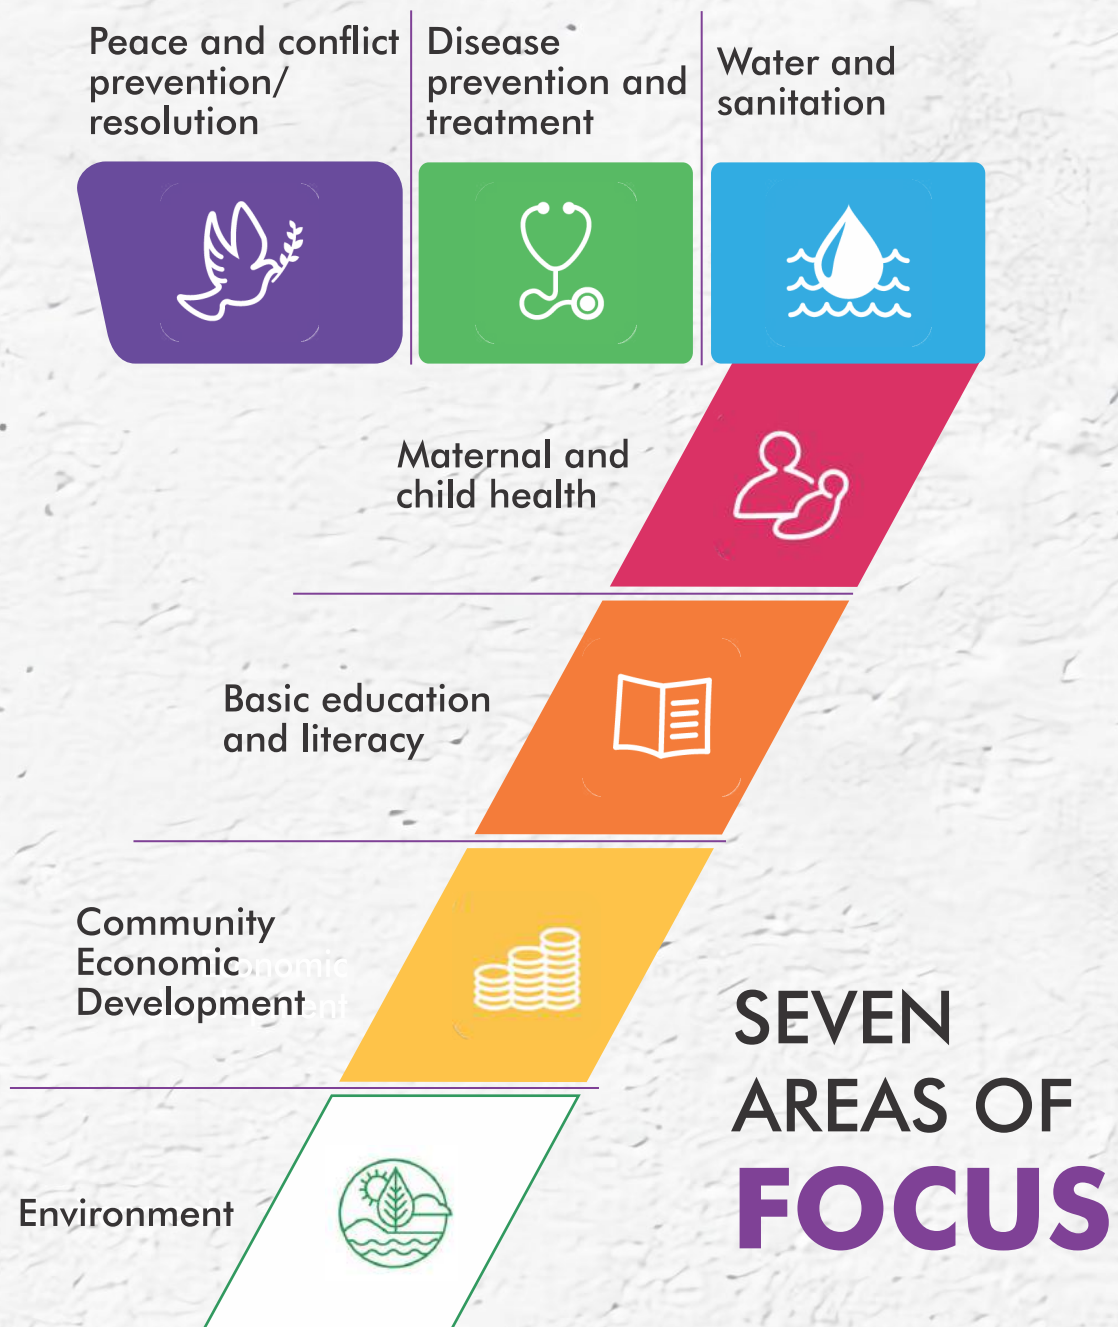 Peace and conflict
prevention/
resolution
Disease
prevention and
treatment
Water and
sanitation
Maternal and
child health
Basic education
and literacy
Community
Economic
Development
Environment
SEVEN
AREAS OF
FOCUS